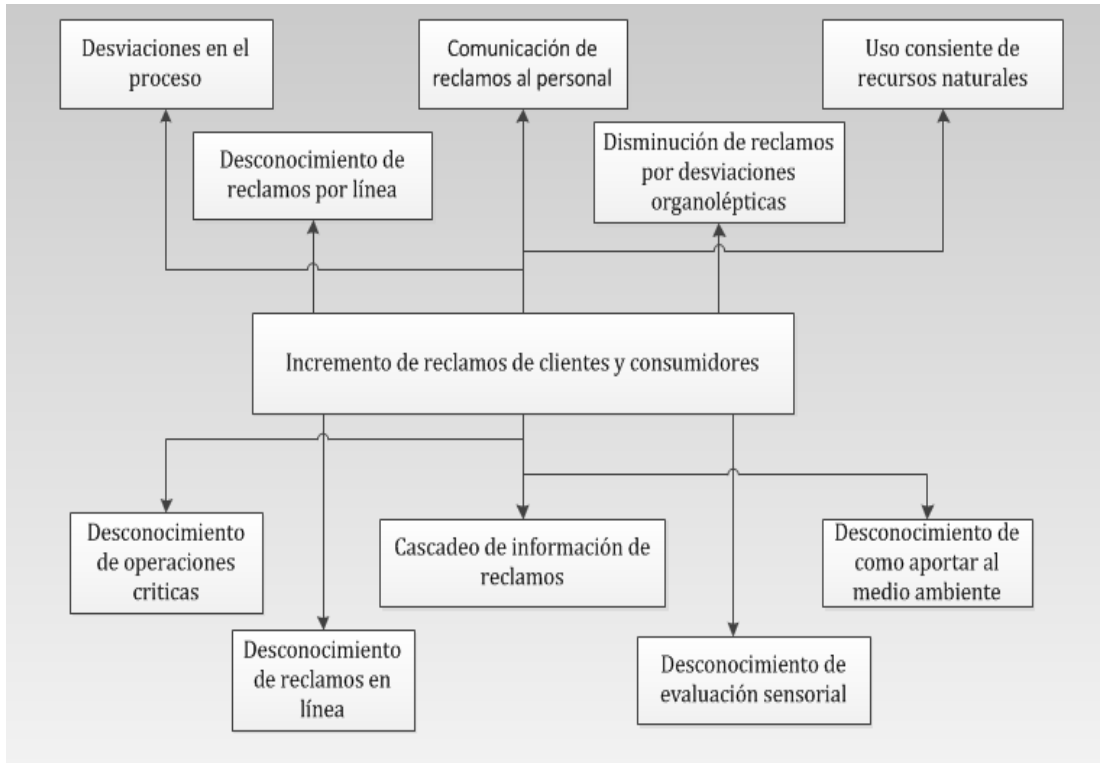 Desviaciones en el
proceso
Comunicación de
reclamos al personal
Uso consiente de
recursos naturales
Desconocimiento de
reclamos por línea
Disminución de reclamos
por desviaciones
organolépticas
Incremento de reclamos de clientes y consumidores
Desconocimiento
de operaciones
criticas
Cascadeo de información de
reclamos
Desconocimiento de
como aportar al
medio ambiente
Desconocimiento
de reclamos en
línea
Desconocimiento de
evaluación sensorial